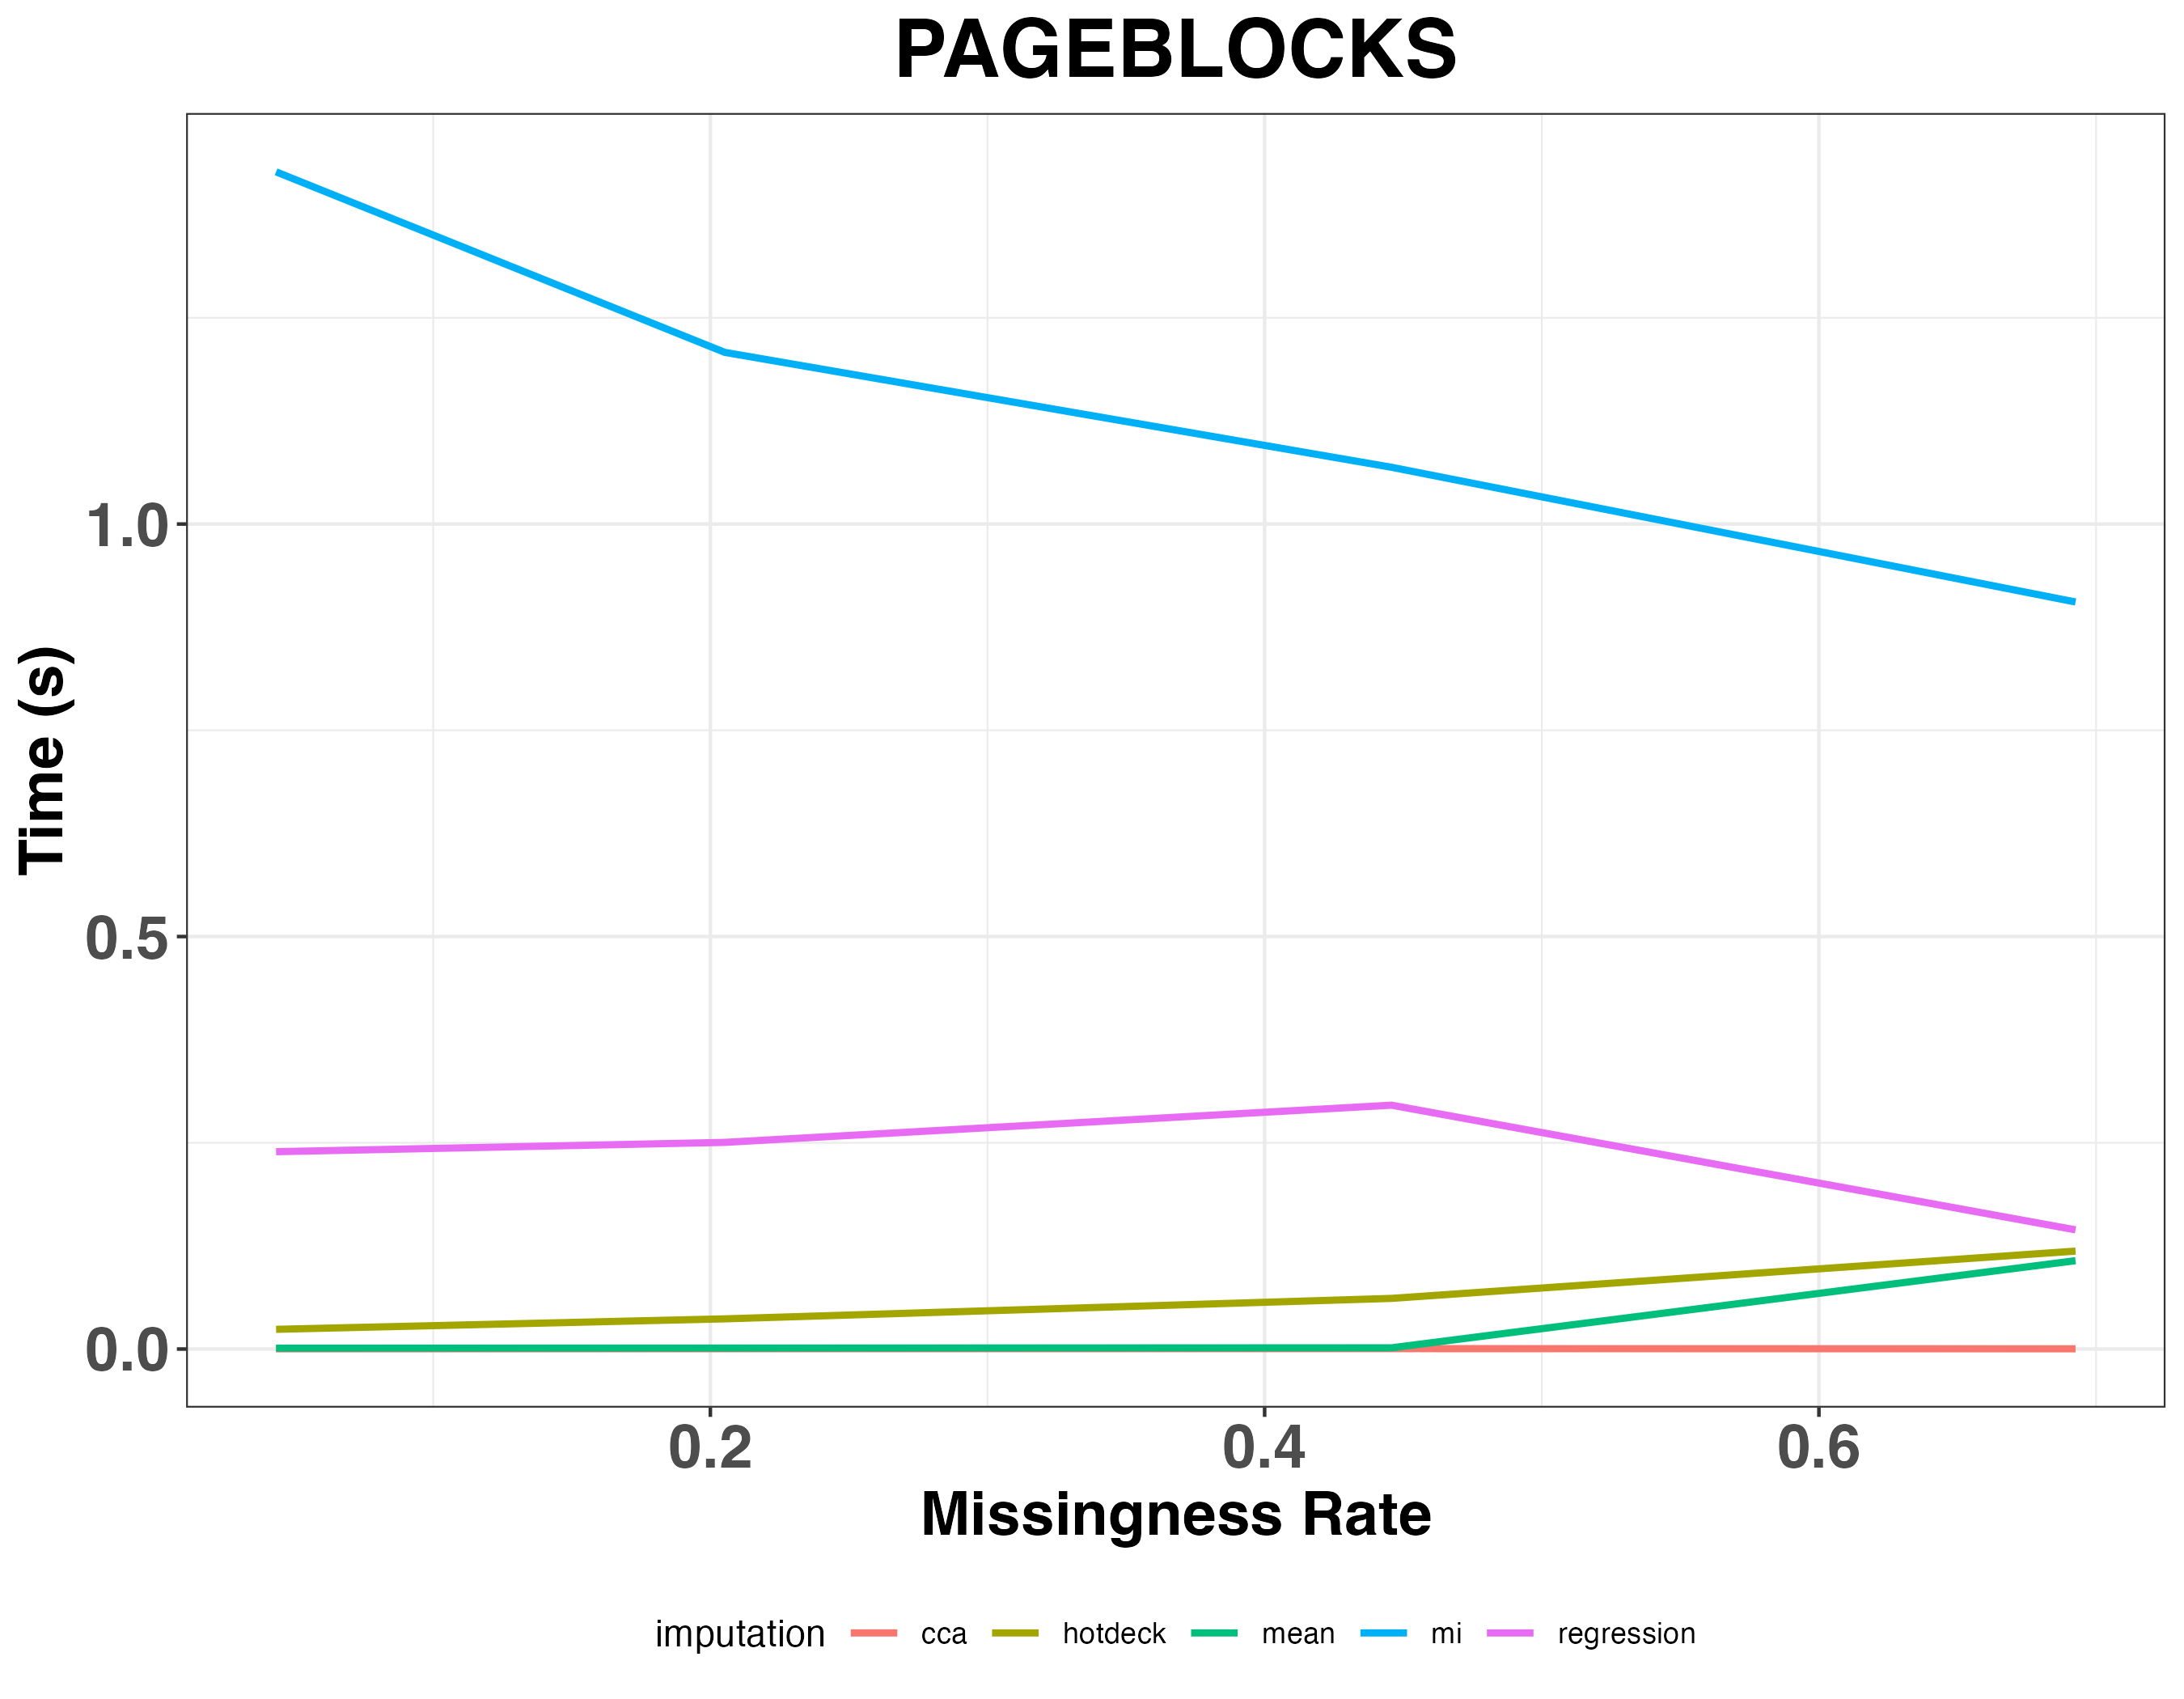 PAGEBLOCKS
Time (s)
1.0
0.5
0.0
0.2 0.4 0.6
Missingness Rate
imputation cca hotdeck mean mi regression